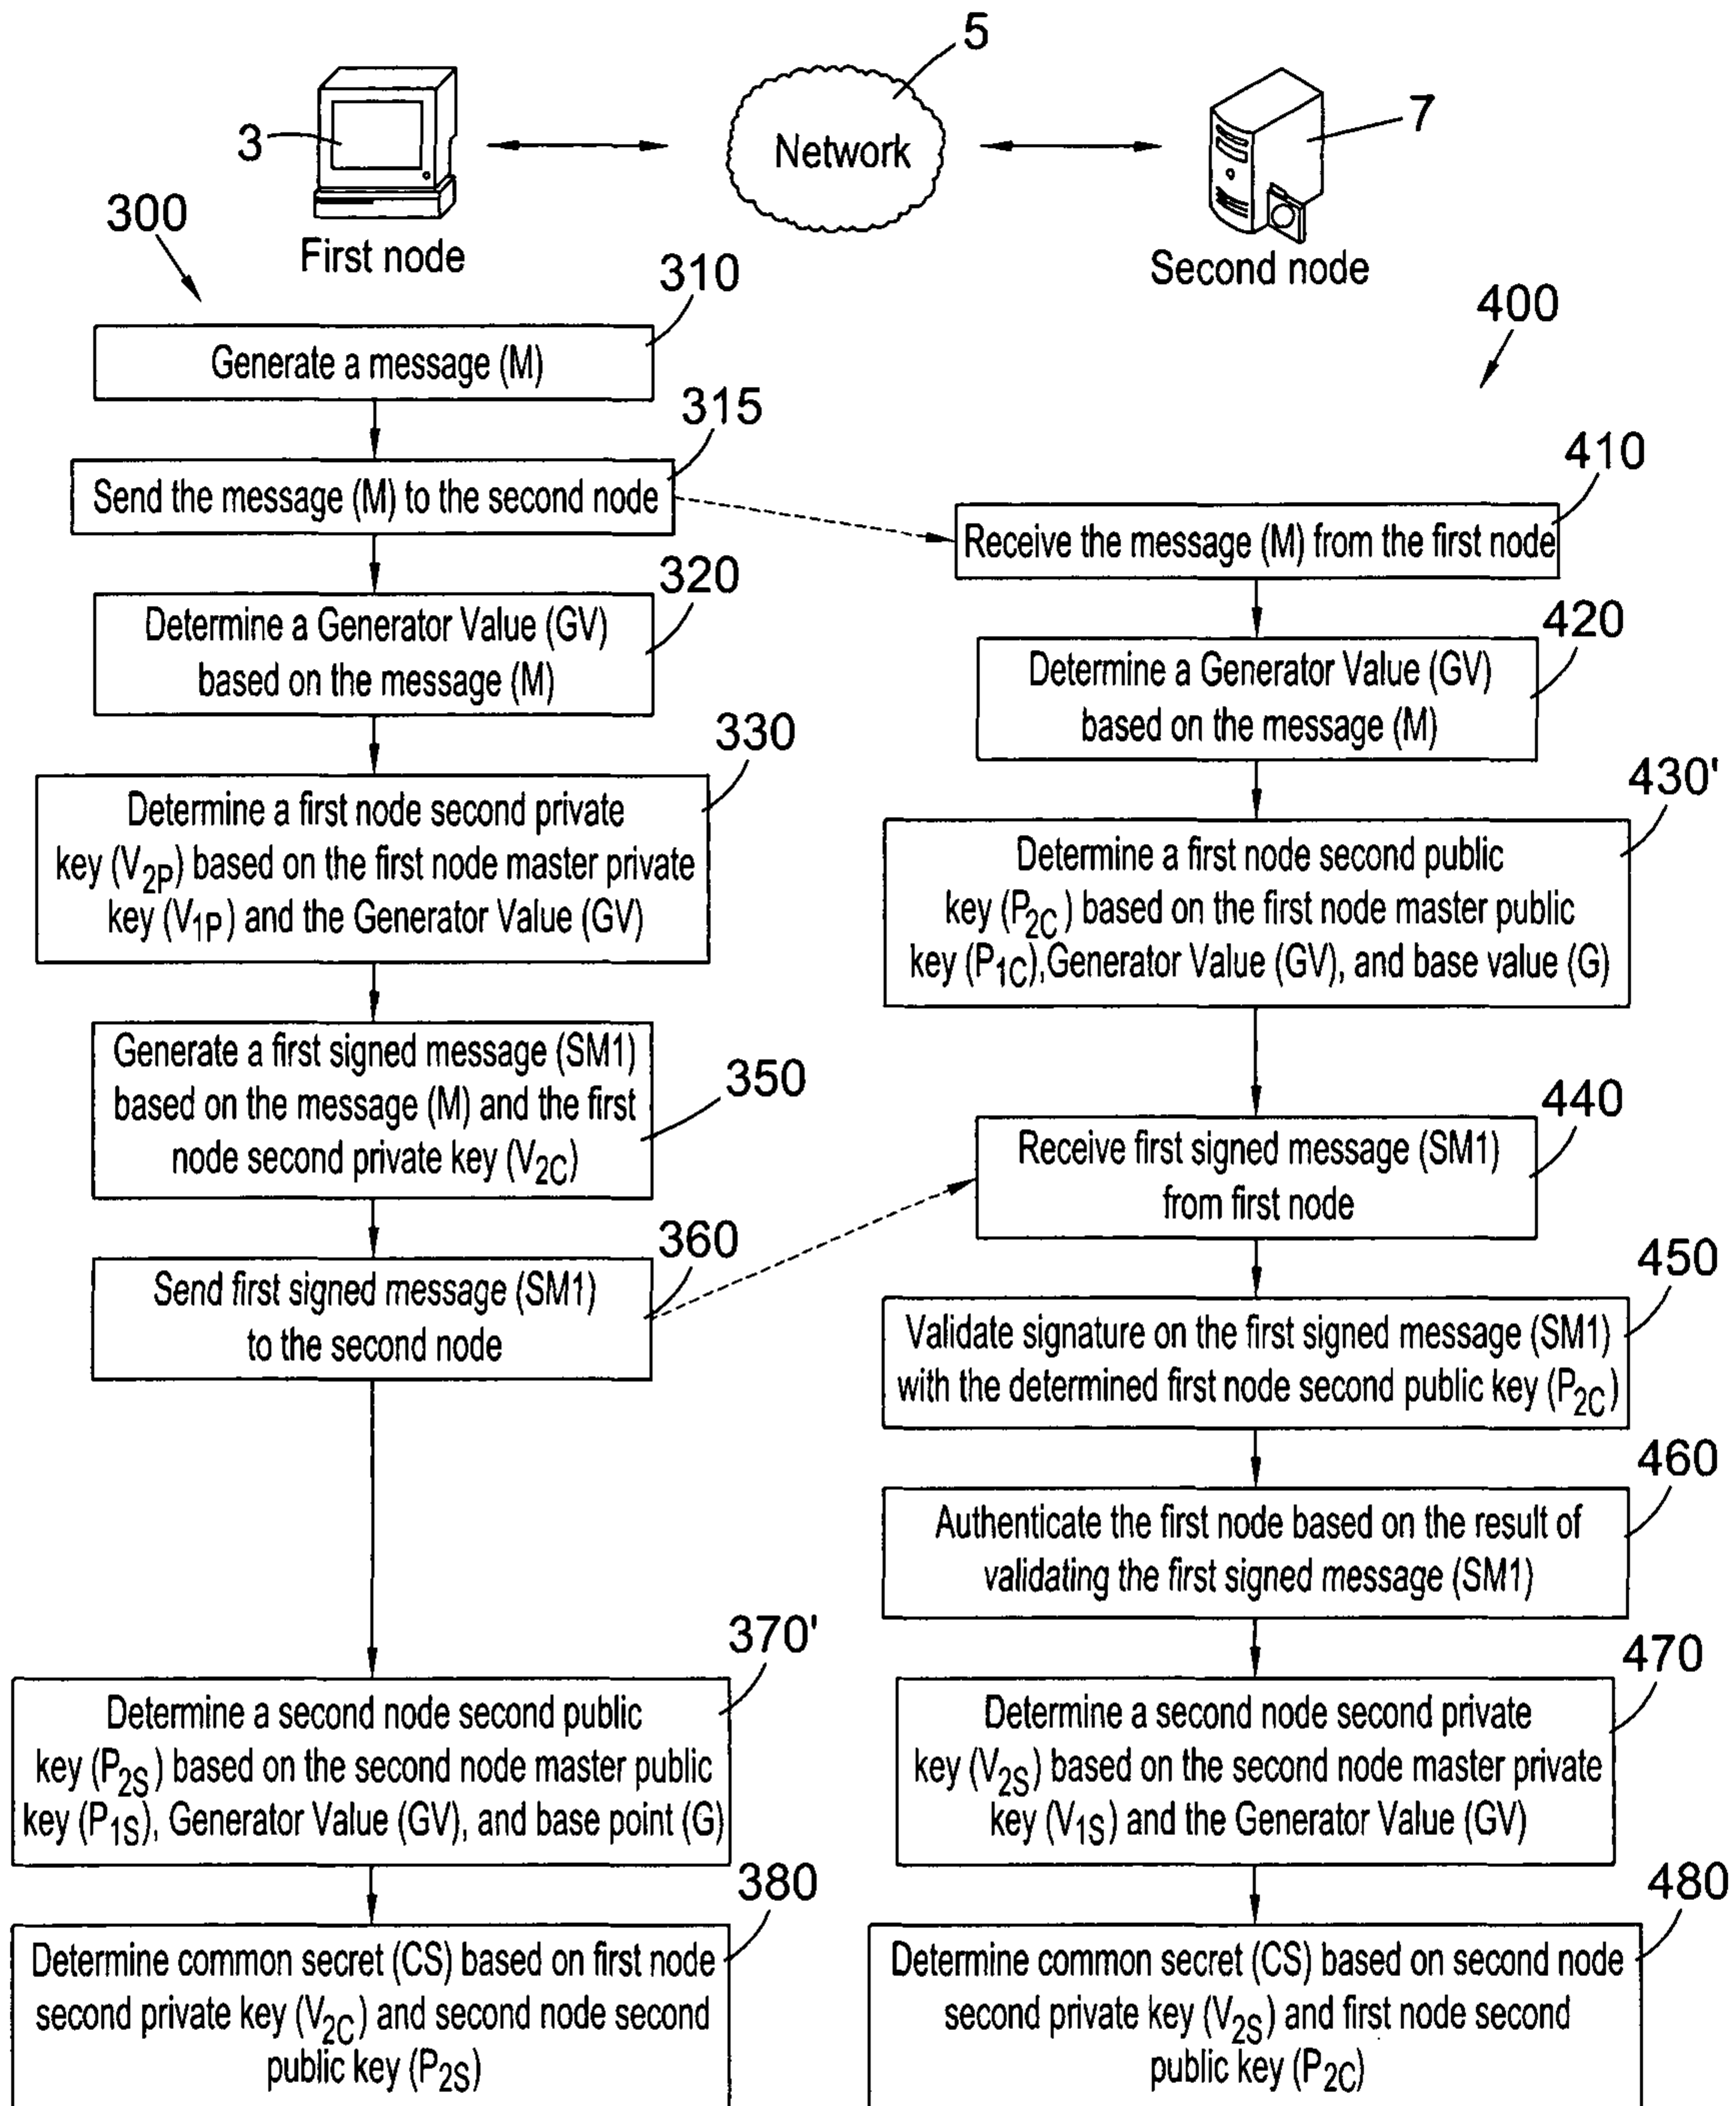 5
3
Network
7
300
First node
Second node
310
400
Generate a message (M)
315
Send the message (M) to the second node
410
Receive the message (M) from the first node
320
Determine a Generator Value (GV)
based on the message (M)
420
Determine a Generator Value (GV)
based on the message (M)
330
Determine a first node second private
key (V2P) based on the first node master private
key (V1P) and the Generator Value (GV)
430'
Determine a first node second public
key (P2C) based on the first node master public
key (P1C),Generator Value (GV), and base value (G)
350
Generate a first signed message (SM1)
based on the message (M) and the first
node second private key (V2C)
440
Receive first signed message (SM1)
from first node
360
Send first signed message (SM1)
to the second node
450
Validate signature on the first signed message (SM1)
with the determined first node second public key (P2C)
460
Authenticate the first node based on the result of
validating the first signed message (SM1)
370'
Determine a second node second public
key (P2S) based on the second node master public
key (P1S), Generator Value (GV), and base point (G)
470
Determine a second node second private
key (V2S) based on the second node master private
key (V1S) and the Generator Value (GV)
380
Determine common secret (CS) based on first node
second private key (V2C) and second node second
public key (P2S)
480
Determine common secret (CS) based on second node
second private key (V2S) and first node second
public key (P2C)